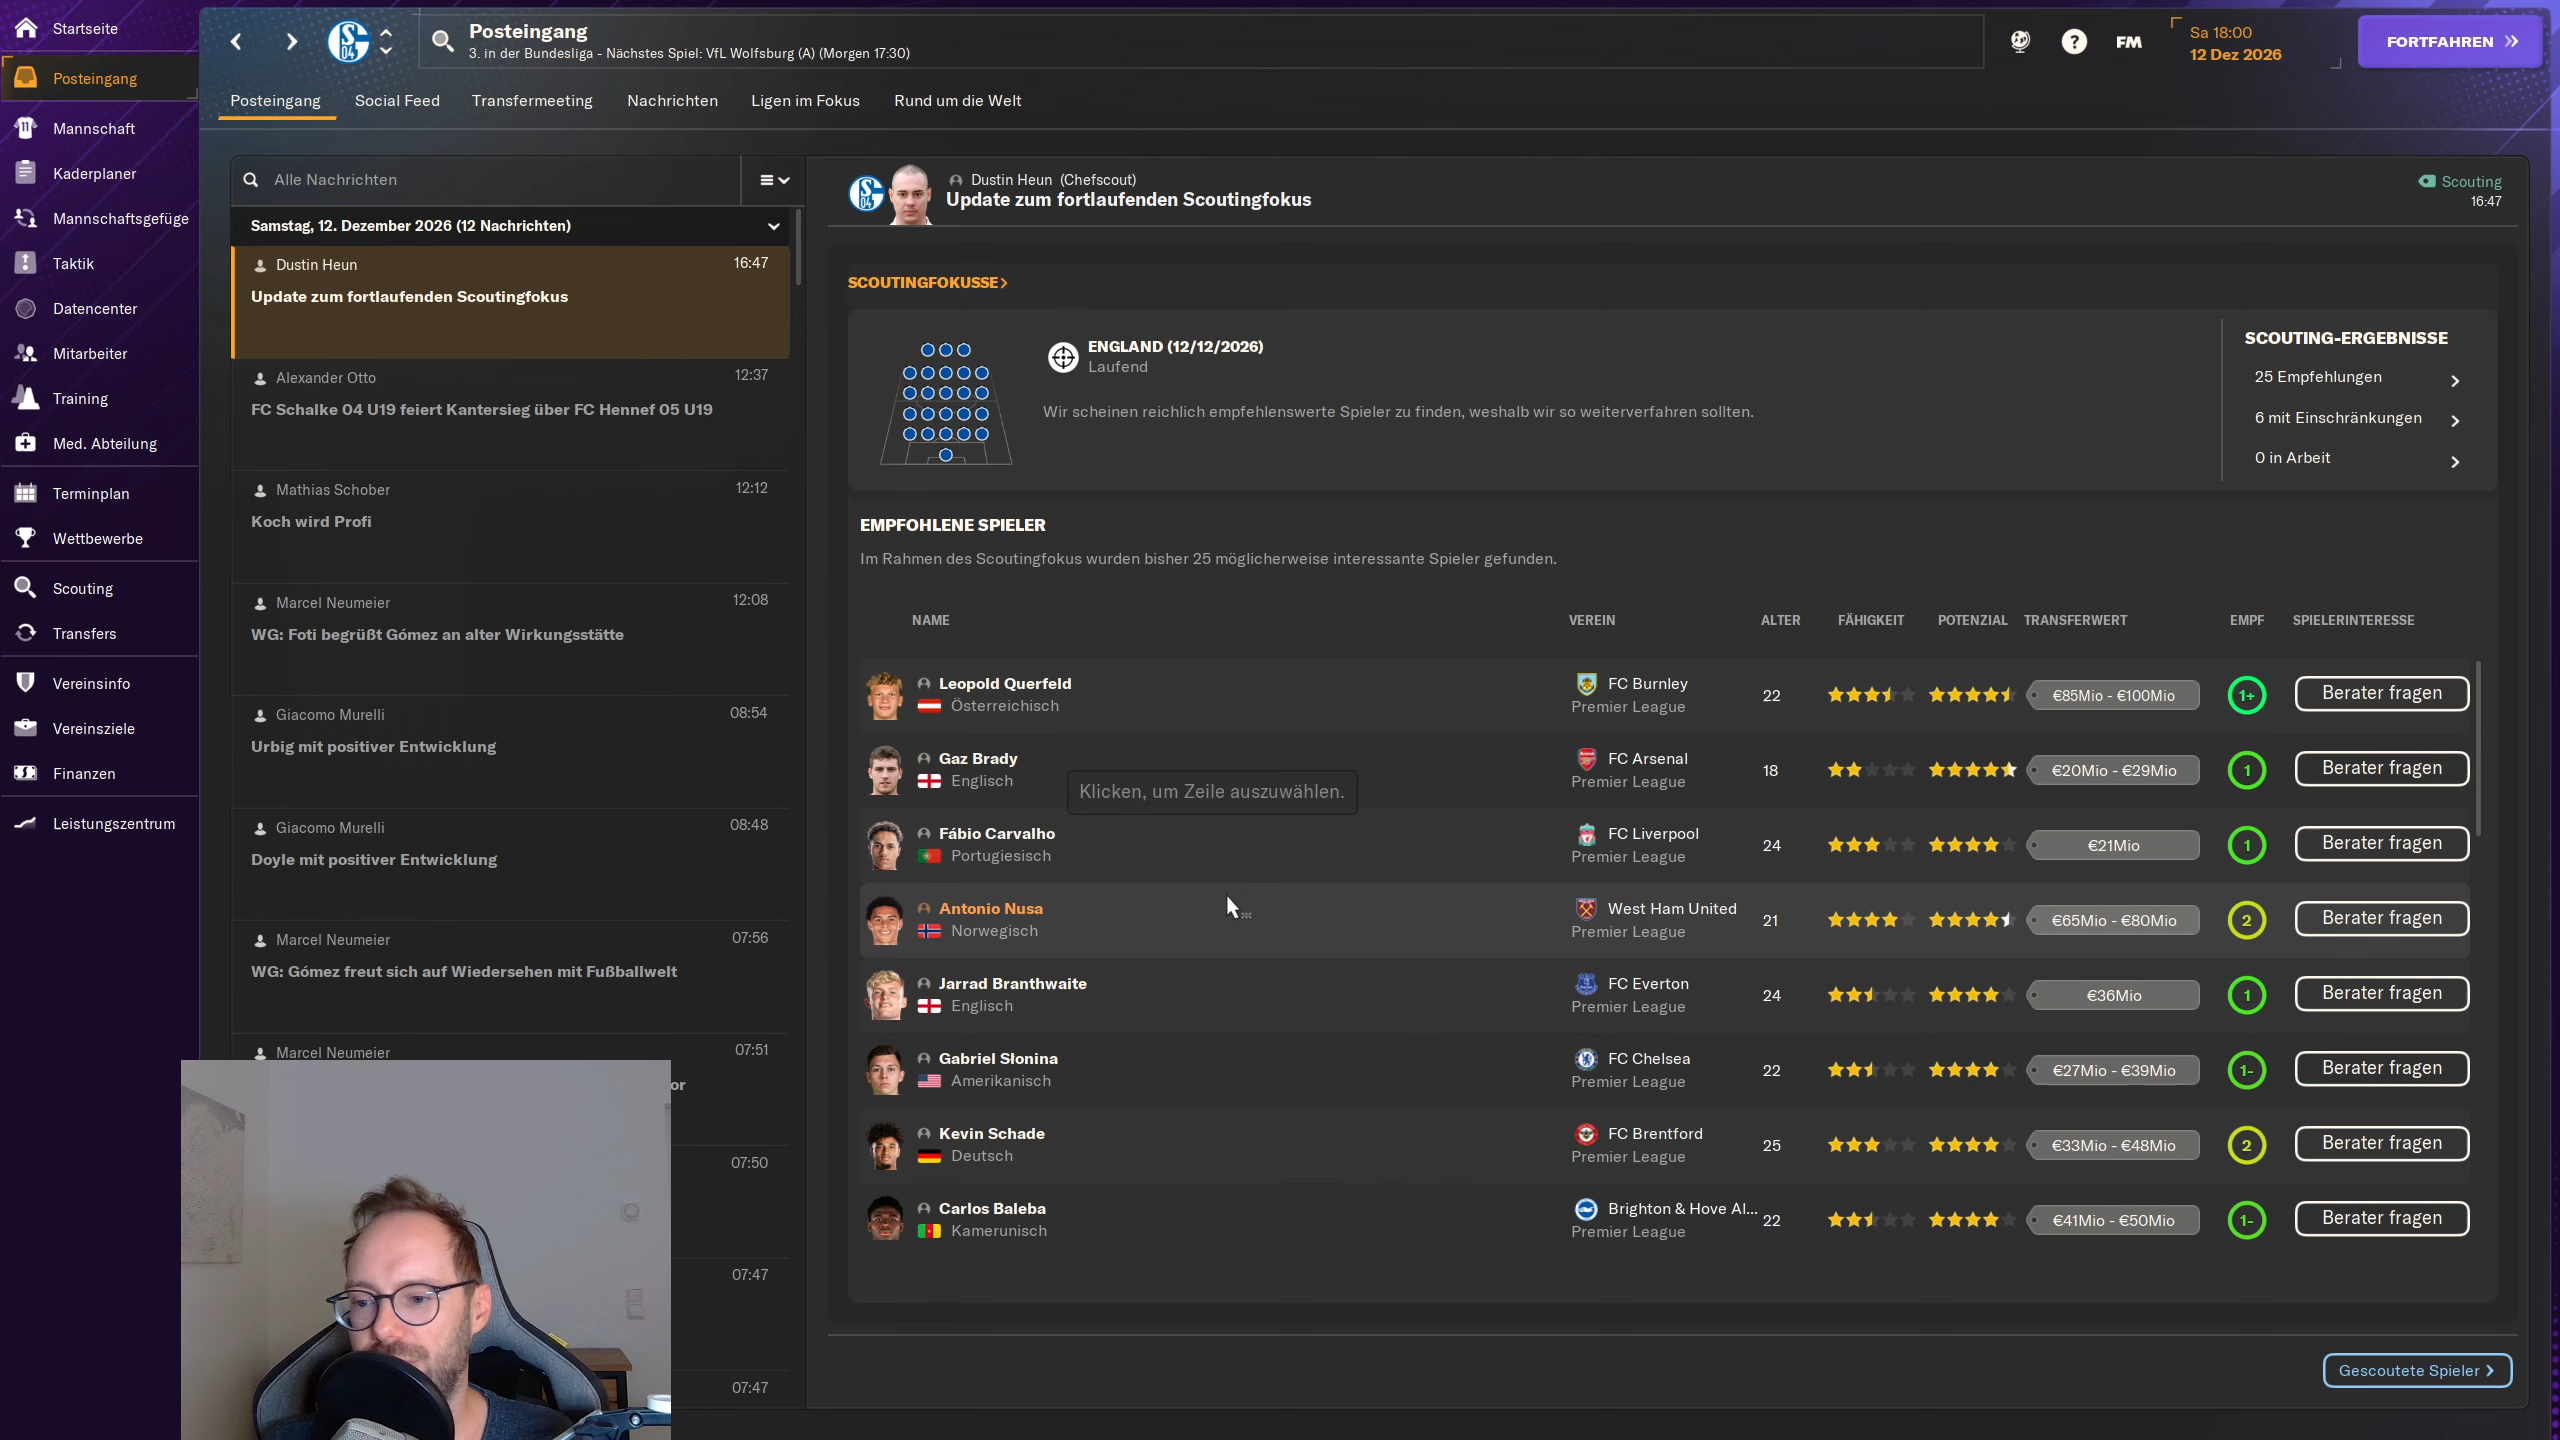 Startseite
Posteingang
Mannschaft
Kaderplaner
Mannschaftsgefüge
Taktik
Datencenter
Mitarbeiter
Training
Med. Abteilung
Terminplan
Wettbewerbe
Scouting
Transfers
Vereinsinfo
Vereinsziele
Finanzen
Leistungszentrum
Posteingang
3. in der Bundesliga - Nächstes Spiel: VfL Wolfsburg (A) (Morgen 17:30)
FM
Sa 18:00
12 Dez 2026
FORTFAHREN
Posteingang Social Feed Transfermeeting Nachrichten Ligen im Fokus Rund um die Welt
Alle Nachrichten
Samstag, 12. Dezember 2026 (12 Nachrichten)
Dustin Heun 16:47
Update zum fortlaufenden Scoutingfokus
Alexander Otto 12:37
FC Schalke 04 U19 feiert Kantersieg über FC Hennef 05 U19
Mathias Schober 12:12
Koch wird Profi
Marcel Neumeier 12:08
WG: Foti begrüßt Gómez an alter Wirkungsstätte
Giacomo Murelli 08:54
Urbig mit positiver Entwicklung
Giacomo Murelli 08:48
Doyle mit positiver Entwicklung
Marcel Neumeier 07:56
WG: Gómez freut sich auf Wiedersehen mit Fußballwelt
Marcel Neumeier 07:51
or
07:50
07:47
07:47
Dustin Heun (Chefscout)
Update zum fortlaufenden Scoutingfokus
Scouting
16:47
SCOUTINGFOKUSSE>
ENGLAND (12/12/2026)
Laufend
Wir scheinen reichlich empfehlenswerte Spieler zu finden, weshalb wir so weiterverfahren sollten.
SCOUTING-ERGEBNISSE
25 Empfehlungen
6 mit Einschränkungen
0 in Arbeit
EMPFOHLENE SPIELER
Im Rahmen des Scoutingfokus wurden bisher 25 möglicherweise interessante Spieler gefunden.
NAME VEREIN ALTER FÄHIGKEIT POTENZIAL TRANSFERWERT EMPF SPIELERINTERESSE
Leopold Querfeld FC Burnley 22 €85Mio - €100Mio 1+ Berater fragen
Österreichisch Premier League
Gaz Brady FC Arsenal 18 €20Mio - €29Mio 1 Berater fragen
Englisch Premier League
Klicken, um Zeile auszuwählen.
Fábio Carvalho FC Liverpool 24 €21Mio 1 Berater fragen
Portugiesisch Premier League
Antonio Nusa West Ham United 21 €65Mio - €80Mio 2 Berater fragen
Norwegisch Premier League
Jarrad Branthwaite FC Everton 24 €36Mio 1 Berater fragen
Englisch Premier League
Gabriel Słonina FC Chelsea 22 €27Mio - €39Mio 1- Berater fragen
Amerikanisch Premier League
Kevin Schade FC Brentford 25 €33Mio - €48Mio 2 Berater fragen
Deutsch Premier League
Carlos Baleba Brighton & Hove Al... 22 €41Mio - €50Mio 1- Berater fragen
Kamerunisch Premier League
Gescoutete Spieler >